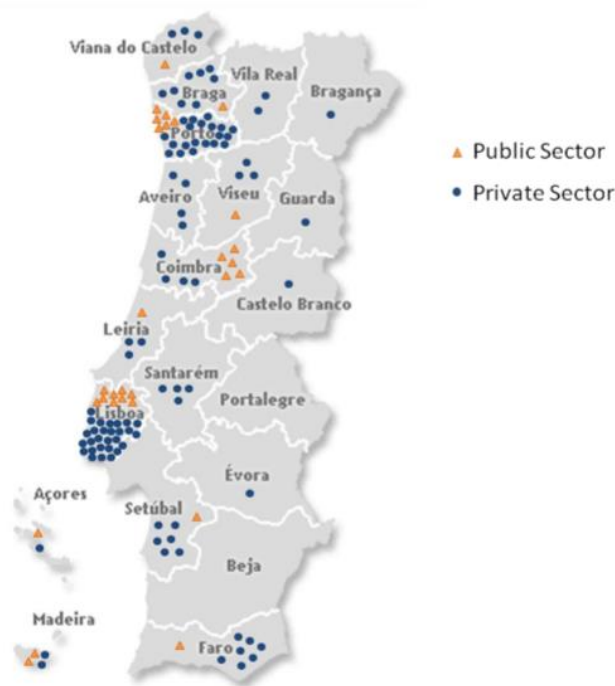 Viana do Castelo
Vila Real
Braga
Bragança
Porto
Public Sector
Private Sector
Aveiro
Viseu
Guarda
Coimbra
Castelo Branco
Leiria
Santarém
Portalegre
Lisboa
Évora
Açores
Setúbal
Beja
Madeira
Faro